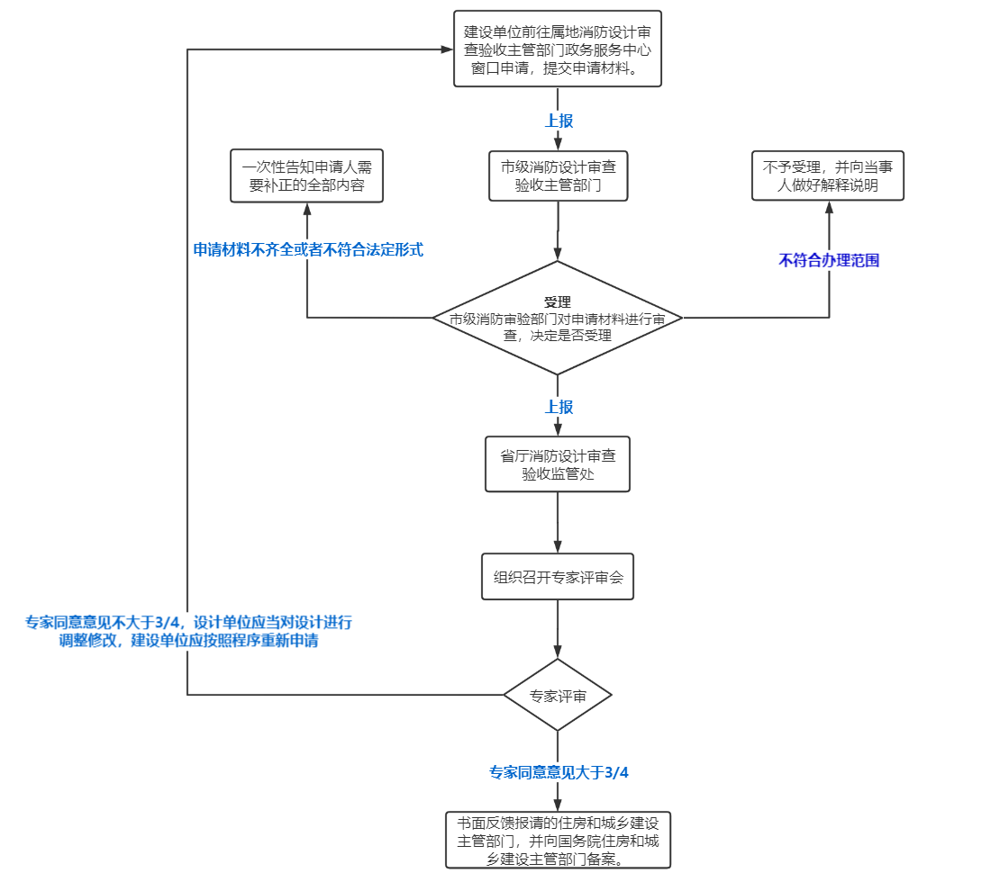 建设单位前往属地消防设计审
查验收主管部门政务服务中心
窗口申请，提交申请材料。
上报
一次性告知申请人需
要补正的全部内容
市级消防设计审查
验收主管部门
不予受理，并向当事
人做好解释说明
申请材料不齐全或者不符合法定形式
不符合办理范围
受理
市级消防审验部门对申请材料进行审
查，决定是否受理
上报
省厅消防设计审查
验收监管处
组织召开专家评审会
专家同意意见不大于3/4，设计单位应当对设计进行
调整修改，建设单位应按照程序重新申请
专家评审
专家同意意见大于3/4
书面反馈报请的住房和城乡建设
主管部门，并向国务院住房和城
乡建设主管部门备案。